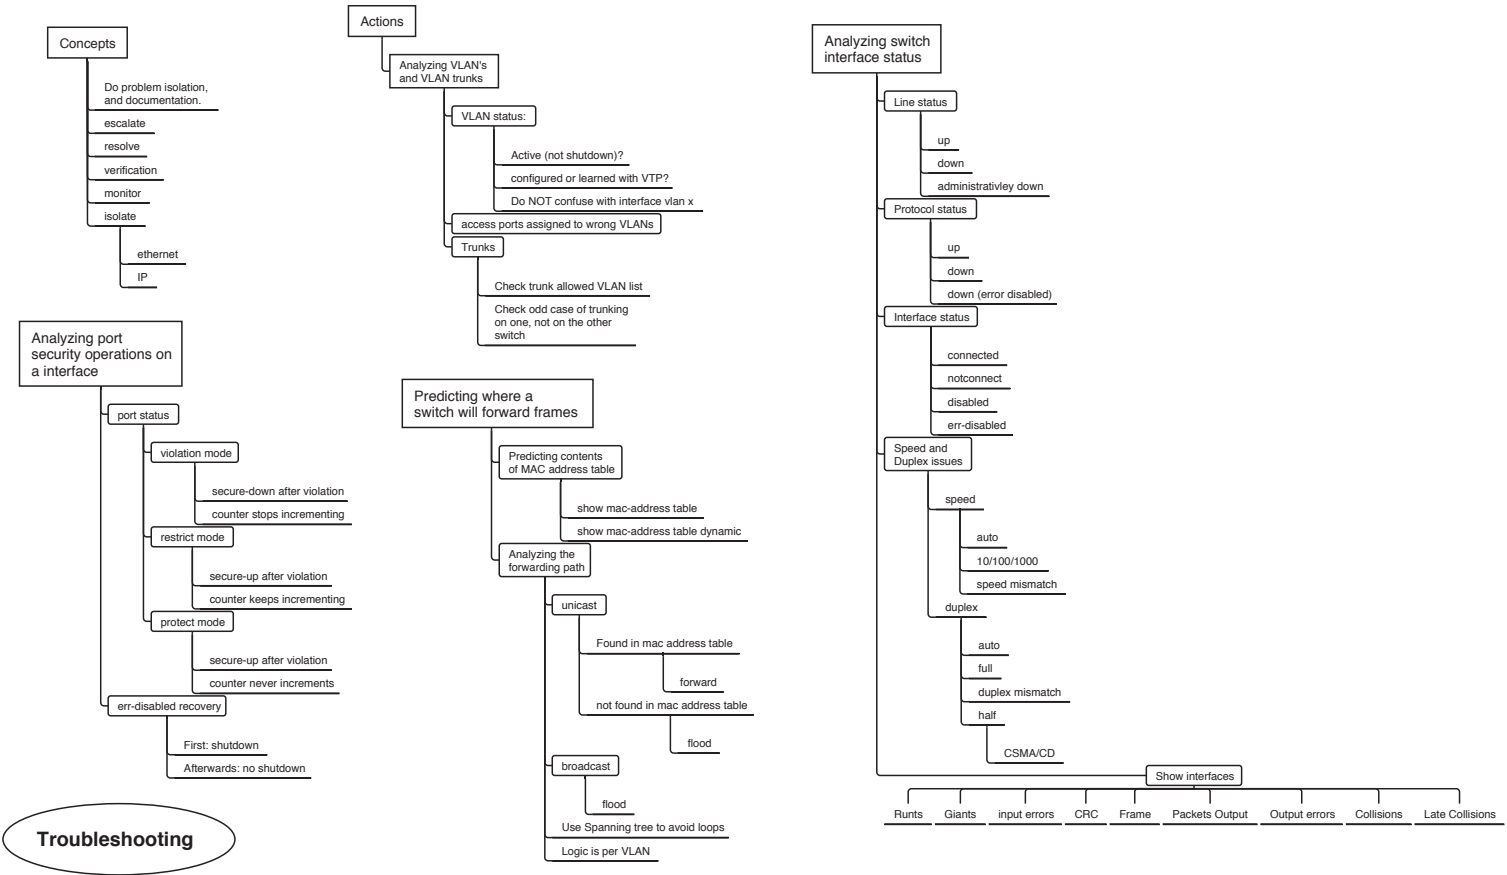 Concepts
Do problem isolation,
and documentation.
escalate
resolve
verification
monitor
isolate
ethernet
IP
Analyzing port
security operations on
a interface
port status
violation mode
secure-down after violation
counter stops incrementing
restrict mode
secure-up after violation
counter keeps incrementing
protect mode
secure-up after violation
counter never increments
err-disabled recovery
First: shutdown
Afterwards: no shutdown
Troubleshooting
Actions
Analyzing VLAN's
and VLAN trunks
VLAN status:
Active (not shutdown)?
configured or learned with VTP?
Do NOT confuse with interface vlan x
access ports assigned to wrong VLANs
Trunks
Check trunk allowed VLAN list
Check odd case of trunking
on one, not on the other
switch
Predicting where a
switch will forward frames
Predicting contents
of MAC address table
show mac-address table
show mac-address table dynamic
Analyzing the
forwarding path
unicast
Found in mac address table
forward
not found in mac address table
flood
broadcast
flood
Use Spanning tree to avoid loops
Logic is per VLAN
Analyzing switch
interface status
Line status
up
down
administrativley down
Protocol status
up
down
down (error disabled)
Interface status
connected
notconnect
disabled
err-disabled
Speed and
Duplex issues
speed
auto
10/100/1000
speed mismatch
duplex
auto
full
duplex mismatch
half
CSMA/CD
Show interfaces
Runts
Giants
input errors
CRC
Frame
Packets Output
Output errors
Collisions
Late Collisions